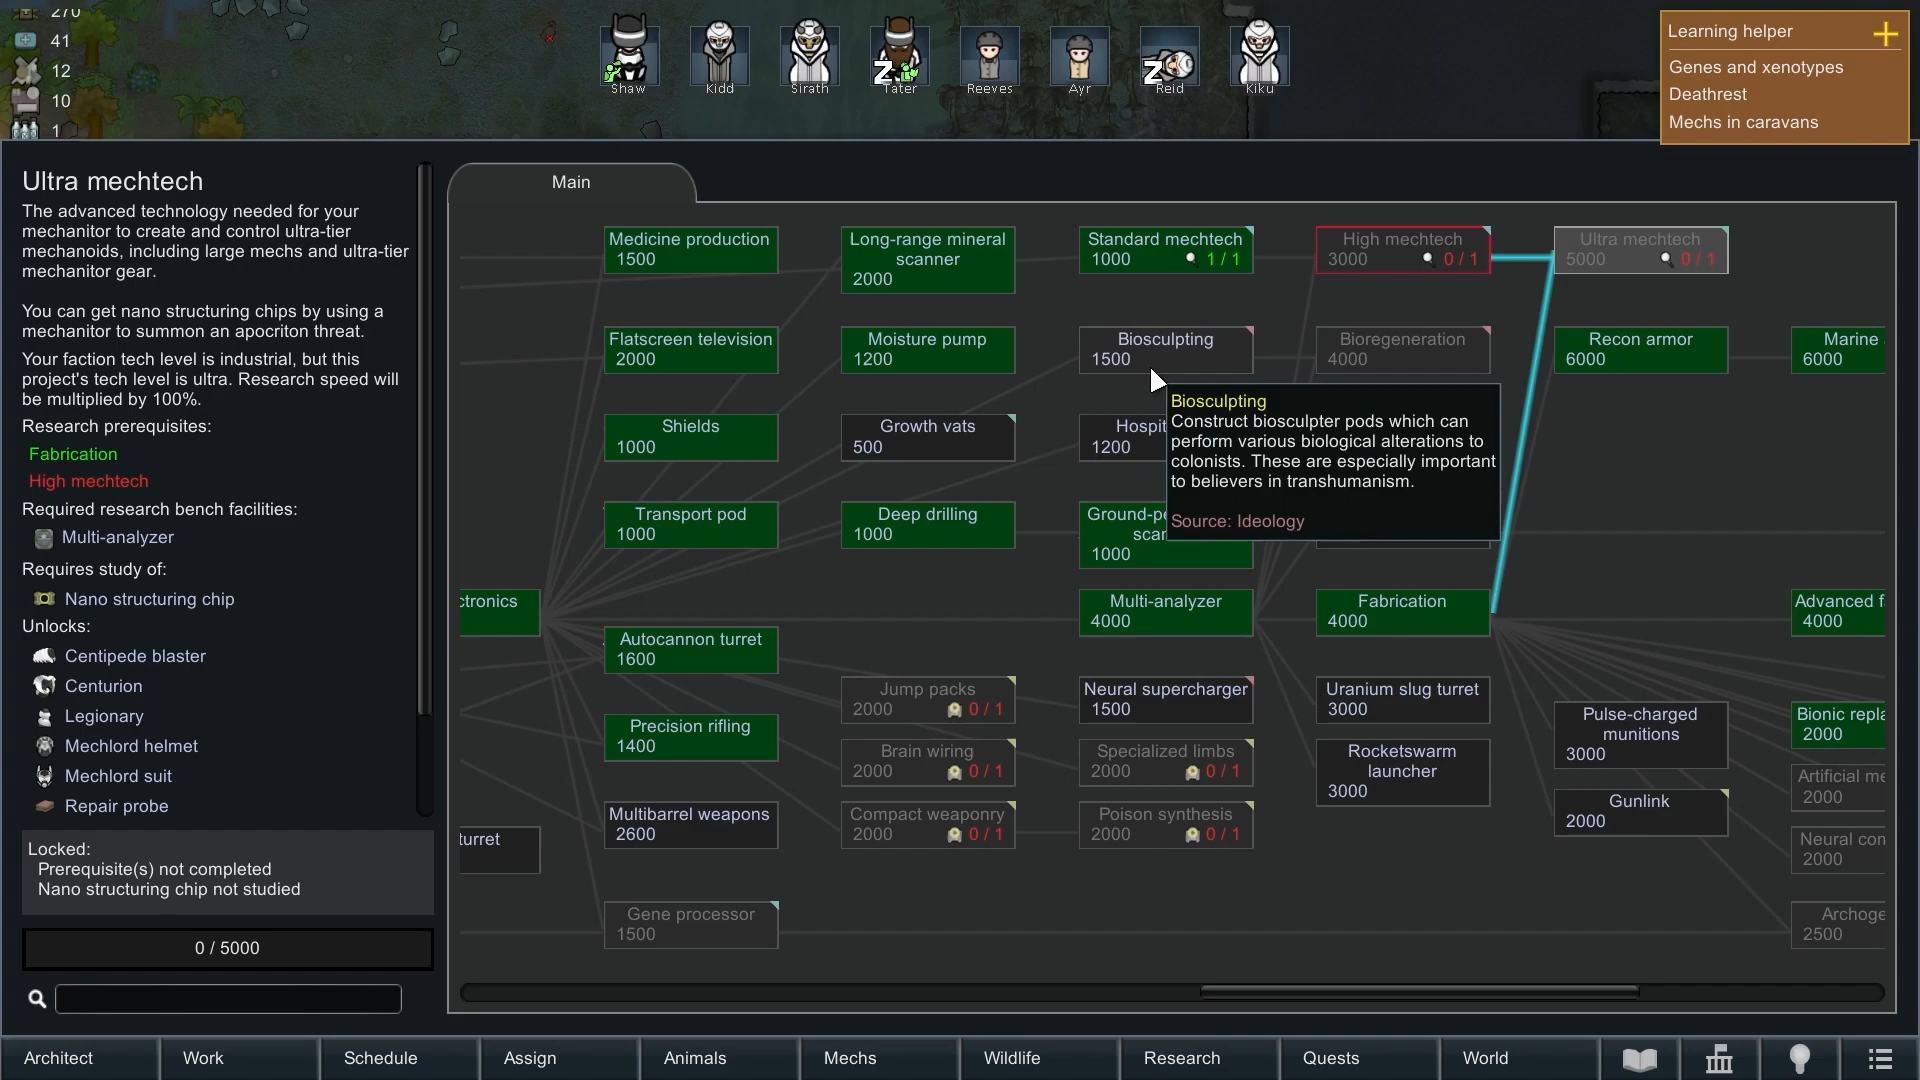 270
41
12
10
1
Shaw
Kidd
Sirath
Tater
Reeves
Ayr
Reid
Kiku
Z
Z
Learning helper
Genes and xenotypes
Deathrest
Mechs in caravans
Ultra mechtech
The advanced technology needed for your
mechanitor to create and control ultra-tier
mechanoids, including large mechs and ultra-tier
mechanitor gear.
You can get nano structuring chips by using a
mechanitor to summon an apocriton threat.
Your faction tech level is industrial, but this
project's tech level is ultra. Research speed will
be multiplied by 100%.
Research prerequisites:
Fabrication
High mechtech
Required research bench facilities:
Multi-analyzer
Requires study of:
Nano structuring chip
Unlocks:
Centipede blaster
Centurion
Legionary
Mechlord helmet
Mechlord suit
Repair probe
Locked:
Prerequisite(s) not completed
Nano structuring chip not studied
0 / 5000
Main
ctronics
turret
Medicine production
1500
Flatscreen television
2000
Shields
1000
Transport pod
1000
Autocannon turret
1600
Precision rifling
1400
Multibarrel weapons
2600
Gene processor
1500
Long-range mineral
scanner
2000
Moisture pump
1200
Growth vats
500
Deep drilling
1000
Jump packs
2000 0 / 1
Brain wiring
2000 0 / 1
Compact weaponry
2000 0 / 1
Standard mechtech
1000 1 / 1
Biosculpting
1500
Hospit
1200
Ground-pe
scar
1000
Multi-analyzer
4000
Neural supercharger
1500
Specialized limbs
2000 0 / 1
Poison synthesis
2000 0 / 1
High mechtech
3000 0 / 1
Bioregeneration
4000
Biosculpting
Construct biosculpter pods which can
perform various biological alterations to
colonists. These are especially important
to believers in transhumanism.
Source: Ideology
Fabrication
4000
Uranium slug turret
3000
Rocketswarm
launcher
3000
Ultra mechtech
5000 0 / 1
Recon armor
6000
Pulse-charged
munitions
3000
Gunlink
2000
Marine
6000
Advanced f
4000
Bionic repla
2000
Artificial me
2000
Neural con
2000
Archoge
2500
Architect
Work
Schedule
Assign
Animals
Mechs
Wildlife
Research
Quests
World